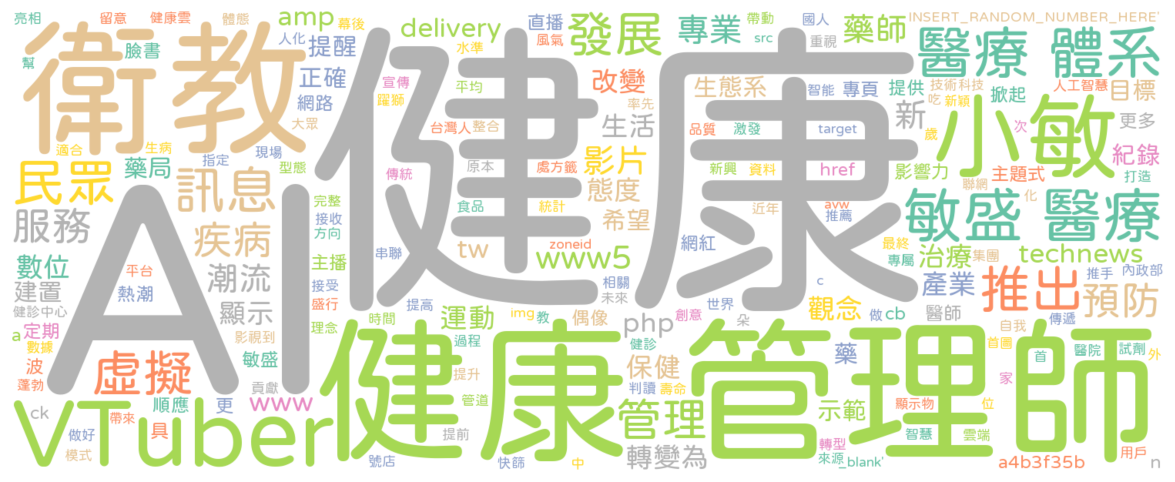 亮相 留意 健康雲 體態 amp 幕後 直播 國人 帶動 INSERT_RANDOM_NUMBER_HERE'
幫 臉書 人化 提醒 delivery 水準 風氣 發展 專業 src 重視 藥師 醫療 體系
衛教 健康 正確 網路 宣傳 躍獅 平均 率先 改變 生態系 智能 專頁 提供 技術 科技 人工智慧 目標
大眾 台灣人 整合 生活 品質 激發 target 新 吃 新穎 掀起 歲 次 更多
民眾 適合 生病 現場 藥局 指定 型態 傳統 原本 處方籤 影片 新興 資料 href 影響力 主題式 小敏 紀錄 打造
訊息 完整 接收 方向 食品 統計 態度 希望 近年 avw 推薦 聯網 化
服務 疾病 串聯 tw zoneid www5 網紅 最終 敏盛 醫療
AI 數位 平台 潮流 主播 熱潮 接受 盛行 相關 未來 世界 c 專屬 治療 集團 technews 產業 推手 內政部
建置 健診中心 顯示 理念 提高 時間 img 教 偶像 php 創意 朵 觀念 做 cb 醫師 推出 傳遞 預防
a 定期 數據 影視到 運動 過程 健診 自我 首圖 首 醫院 試劑 外
波 蓬勃 虛擬 敏盛 貢獻 提升 保健 判讀 壽命 藥 家
VTuber 健康 管理師 順應 更 www 管道 管理 示範 顯示物 位
ck 做好 帶來 具 提前 轉變為 轉型 智慧 雲端
模式 號店 快篩 中 來源 _blank' a4b3f35b 用戶 n